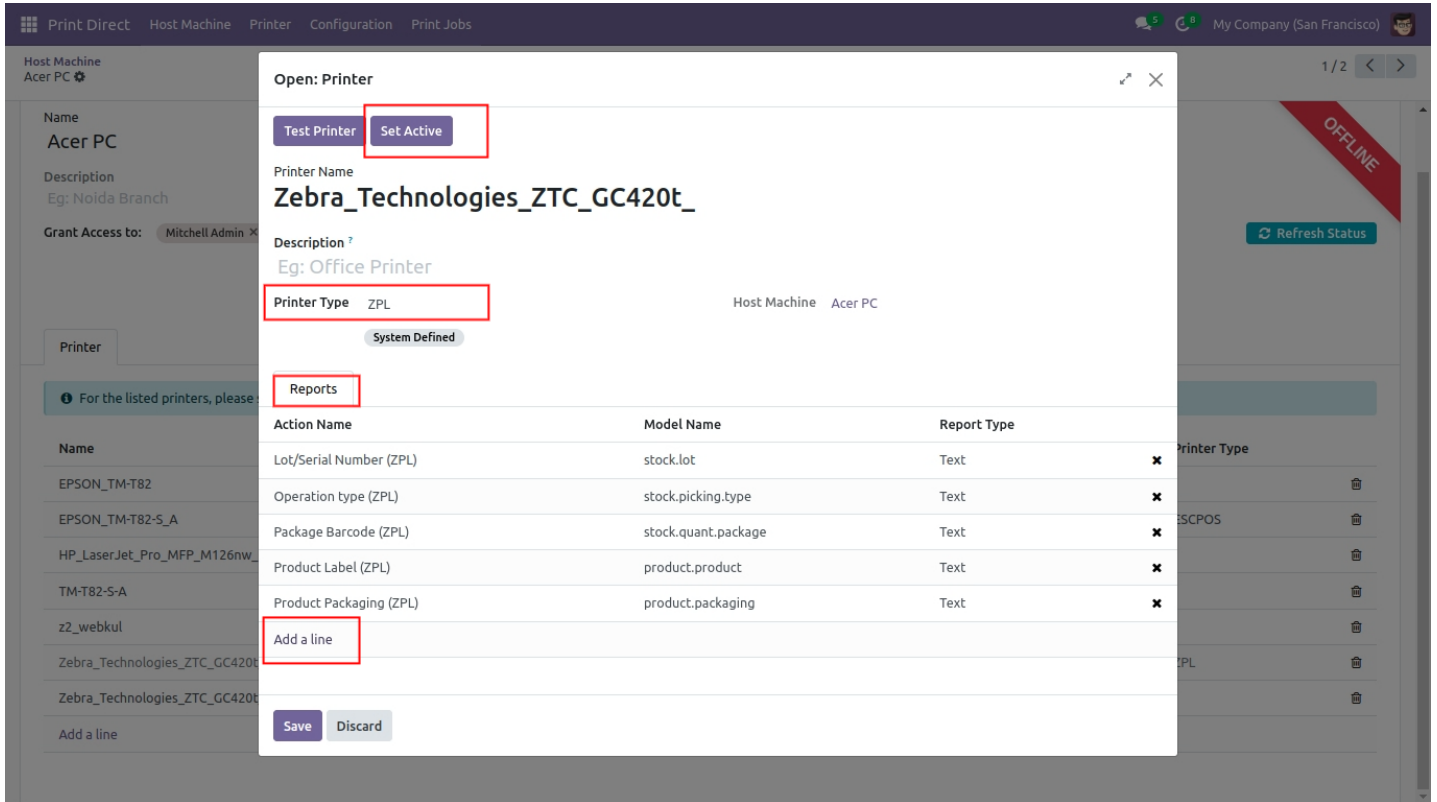 Print Direct Host Machine Printer Configuration Print Jobs 5 8 My Company (San Francisco)
Host Machine
Acer PC
1 / 2
Open: Printer
Test Printer Set Active
Name
Acer PC
OFFLINE
Printer Name
Zebra_Technologies_ZTC_GC420t_
Description
Eg: Noida Branch
Grant Access to: Mitchell Admin ×
Refresh Status
Description ?
Eg: Office Printer
Printer Type ZPL
Host Machine Acer PC
System Defined
Printer
Reports
For the listed printers, please
Action Name Model Name Report Type
Name
Printer Type
Lot/Serial Number (ZPL) stock.lot Text
EPSON_TM-T82
Operation type (ZPL) stock.picking.type Text
EPSON_TM-T82-S_A
ESCPOS
Package Barcode (ZPL) stock.quant.package Text
HP_LaserJet_Pro_MFP_M126nw_
Product Label (ZPL) product.product Text
TM-T82-S-A
Product Packaging (ZPL) product.packaging Text
z2_webkul
Add a line
Zebra_Technologies_ZTC_GC420t
ZPL
Zebra_Technologies_ZTC_GC420t
Save Discard
Add a line